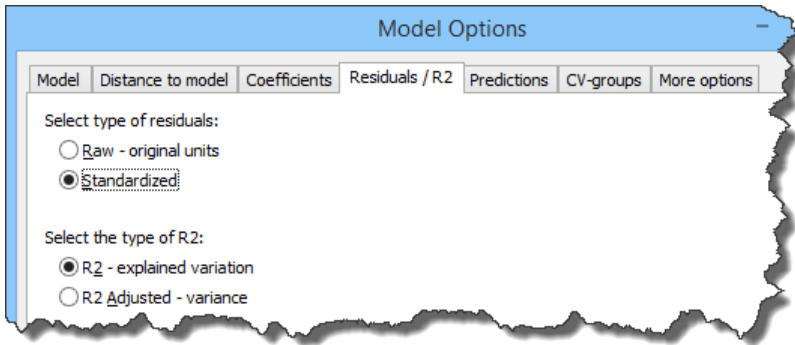 Model Options
Model Distance to model Coefficients Residuals / R2 Predictions CV-groups More options
Select type of residuals:
Raw - original units
Standardized
Select the type of R2:
R2 - explained variation
R2 Adjusted - variance